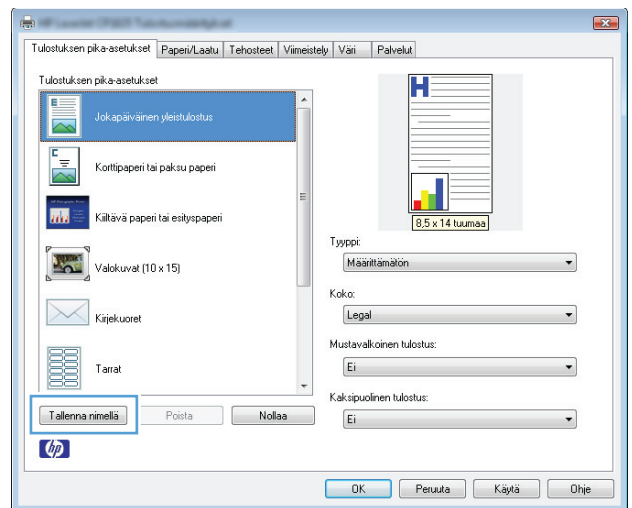 Tulostuksen pika-asetukset Paperi/Laatu Tehosteet Viimeistely Väri Palvelut
Tulostuksen pika-asetukset
Jokapäiväinen yleistulostus
Korttipaperi tai paksu paperi
Kiiltävä paperi tai esityspaperi
Valokuvat (10 x 15)
Kirjekuoret
Tarrat
Tallenna nimellä Poista Nollaa
8,5 x 14 tuumaa
Tyyppi:
Määrittämätön
Koko:
Legal
Mustavalkoinen tulostus:
Ei
Kaksipuolinen tulostus:
Ei
hp
OK Peruuta Käytä Ohje